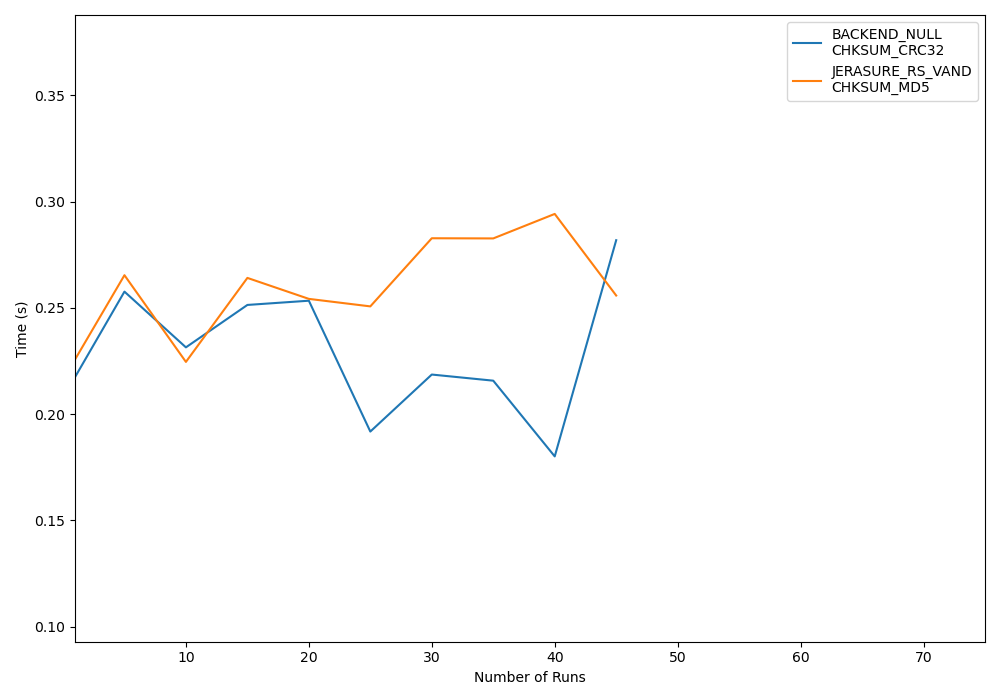 BACKEND_NULL
CHKSUM_CRC32
JERASURE_RS_VAND
CHKSUM_MD5
0.35
0.30
0.25
0.20
0.15
0.10
Time (s)
10 20 30 40 50 60 70
Number of Runs